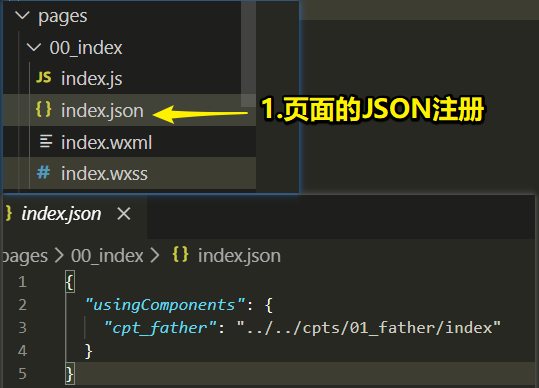 pages
00_index
JS index.js
{} index.json
1.页面的JSON注册
index.wxml
# index.wxss
} index.json ×
pages > 00_index > {} index.json
1 {
2 "usingComponents": {
3 "cpt_father": "../../cpts/01_father/index"
4 }
5 }